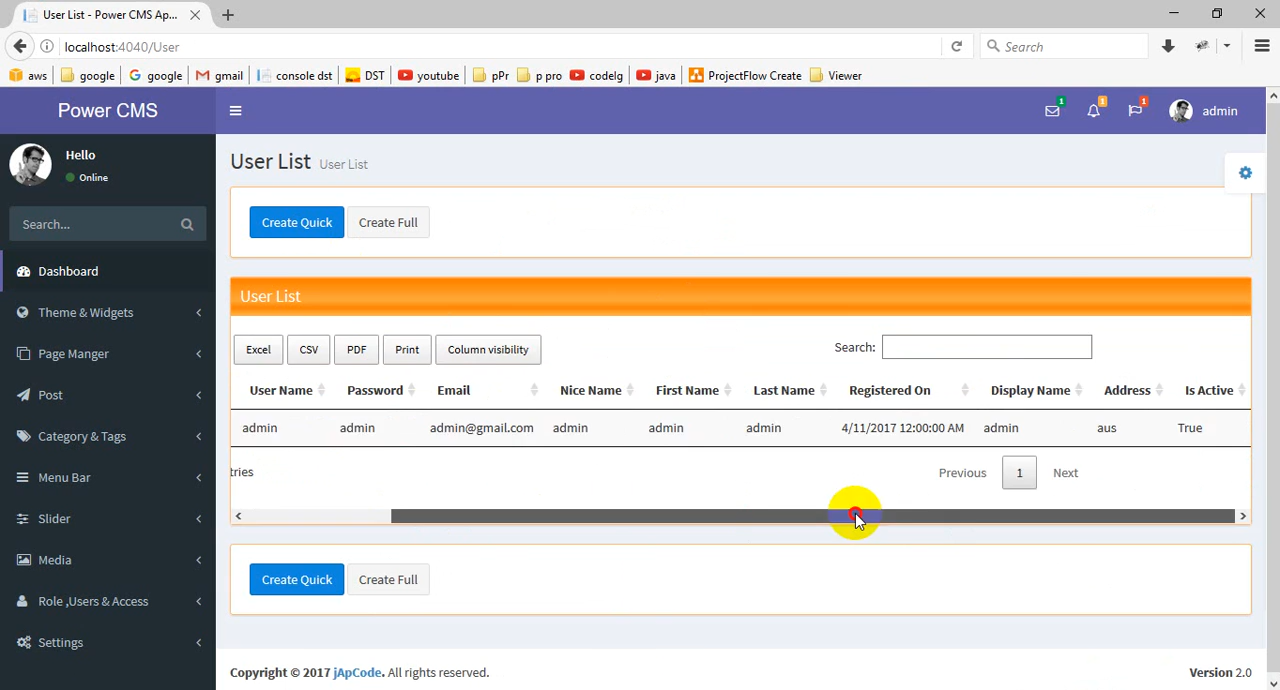 User List - Power CMS Ap...
localhost:4040/User
Search
aws google google gmail console dst DST youtube pPr p pro codelg java ProjectFlow Create Viewer
Power CMS
1 1 1 admin
Hello
Online
Search...
Dashboard
Theme & Widgets
Page Manger
Post
Category & Tags
Menu Bar
Slider
Media
Role ,Users & Access
Settings
User List User List
Create Quick Create Full
User List
Excel CSV PDF Print Column visibility Search:
User Name Password Email Nice Name First Name Last Name Registered On Display Name Address Is Active
admin admin admin@gmail.com admin admin admin 4/11/2017 12:00:00 AM admin aus True
tries Previous 1 Next
Create Quick Create Full
Copyright © 2017 jApCode. All rights reserved. Version 2.0